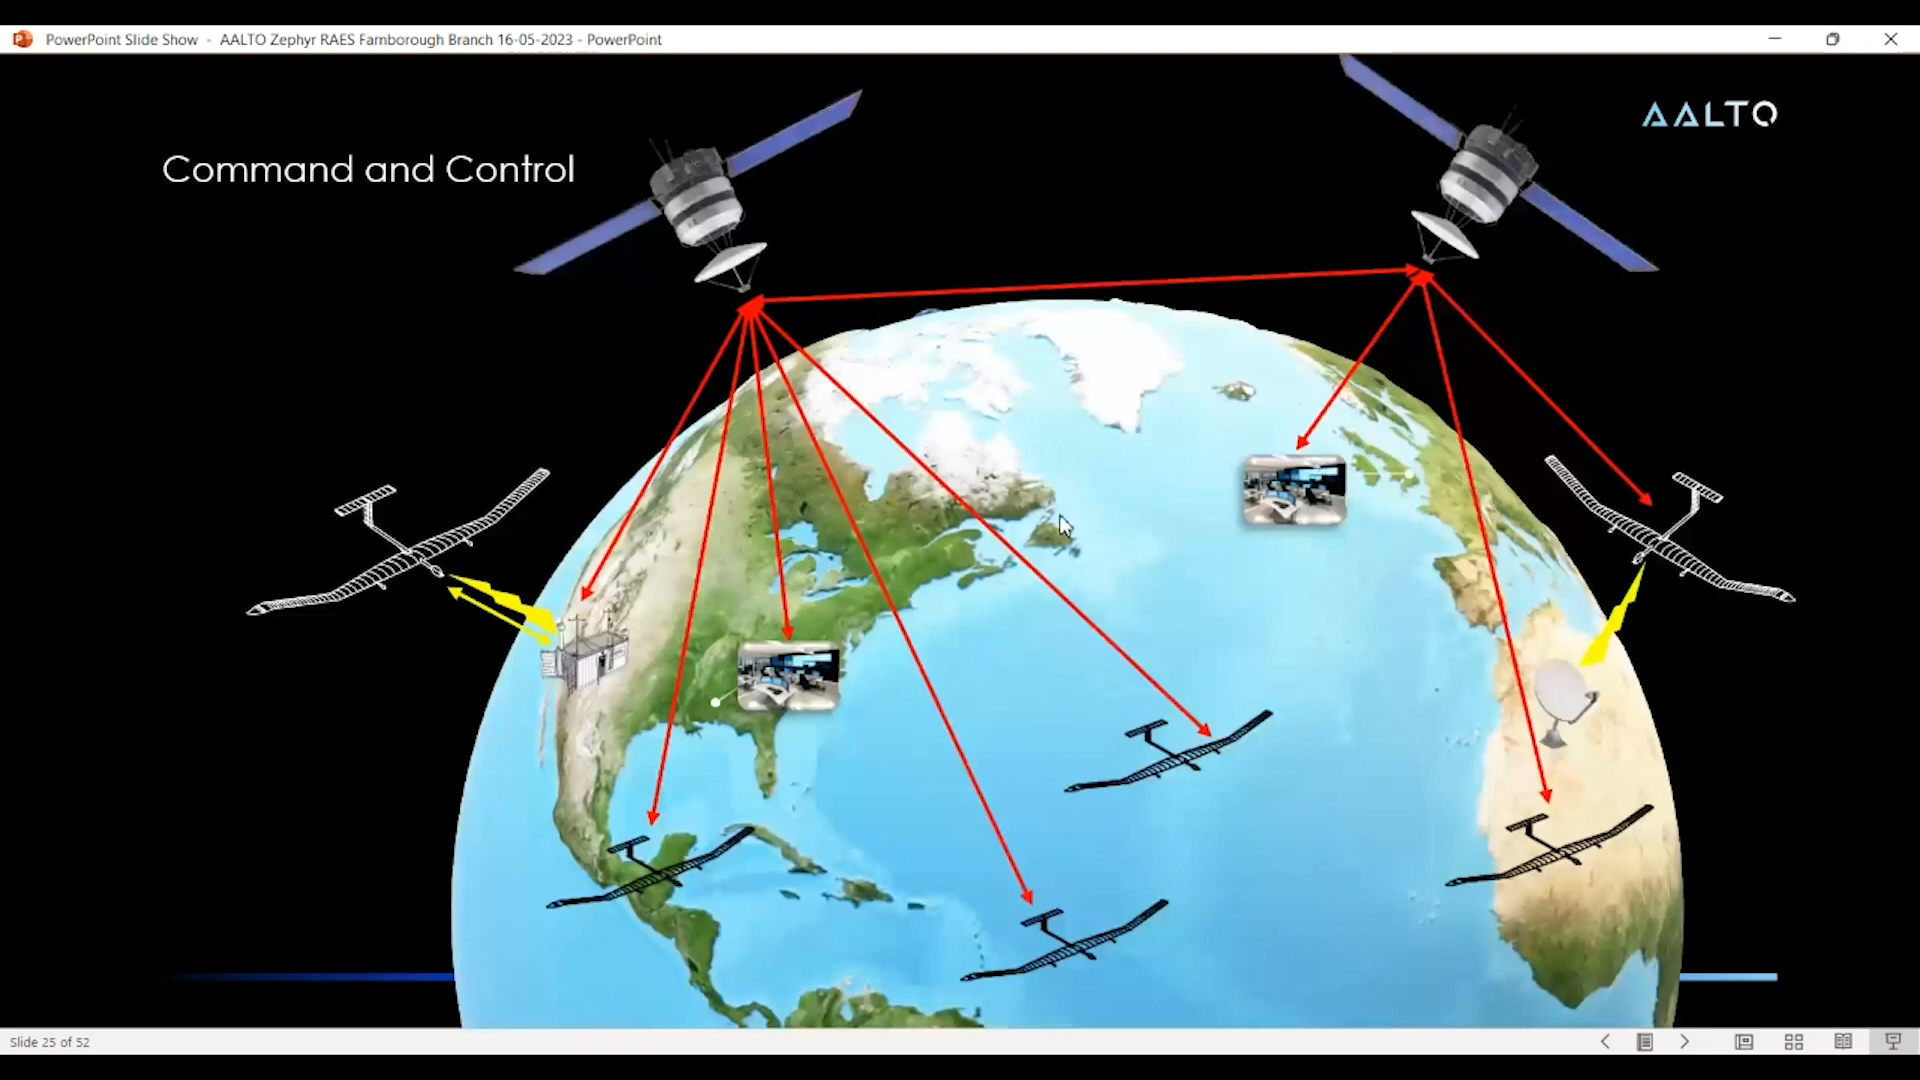 PowerPoint Slide Show - AALTO Zephyr RAES Farnborough Branch 16-05-2023 - PowerPoint
AALTO
Command and Control
Slide 25 of 52